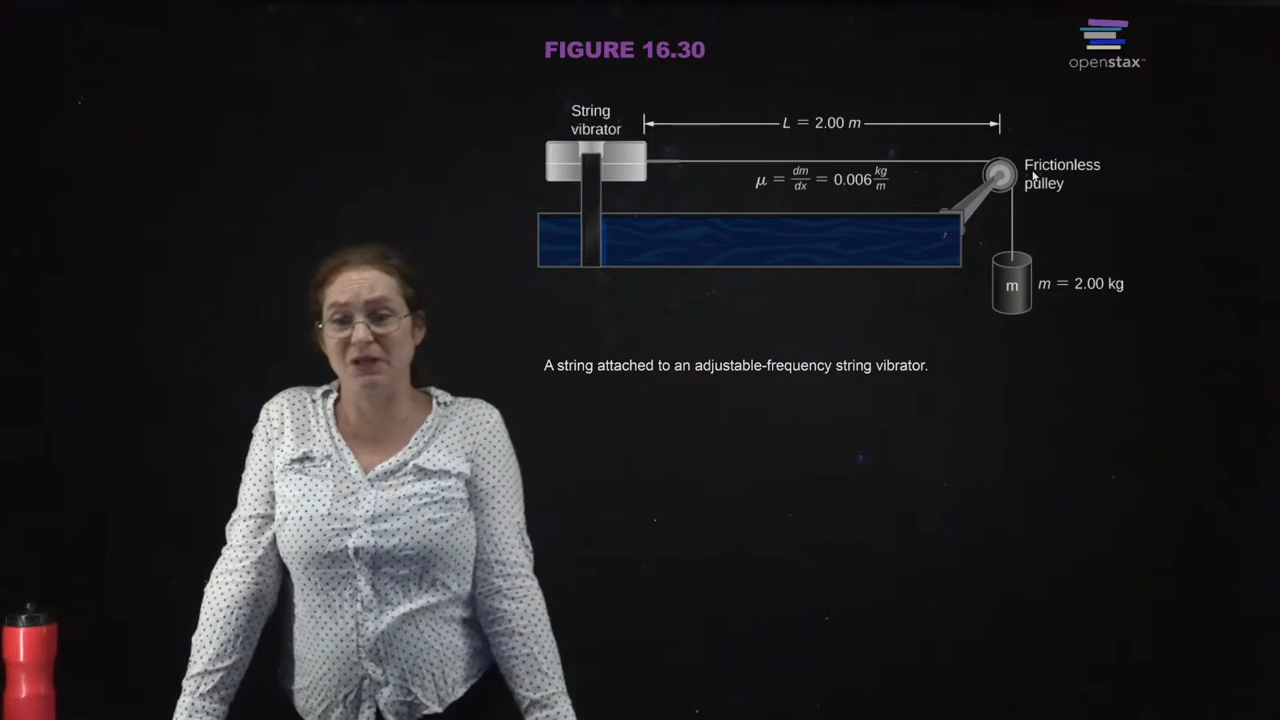 FIGURE 16.30
openstax™
String
vibrator
L = 2.00 m
μ = dm/dx = 0.006 kg/m
Frictionless
pulley
m
m = 2.00 kg
A string attached to an adjustable-frequency string vibrator.